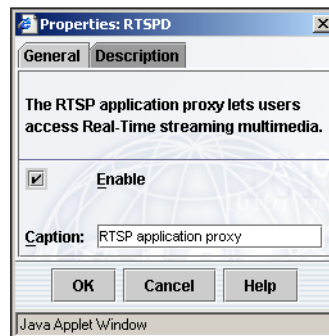 Properties: RTSPD
General Description
The RTSP application proxy lets users
access Real-Time streaming multimedia.
Enable
Caption: RTSP application proxy
OK Cancel Help
Java Applet Window